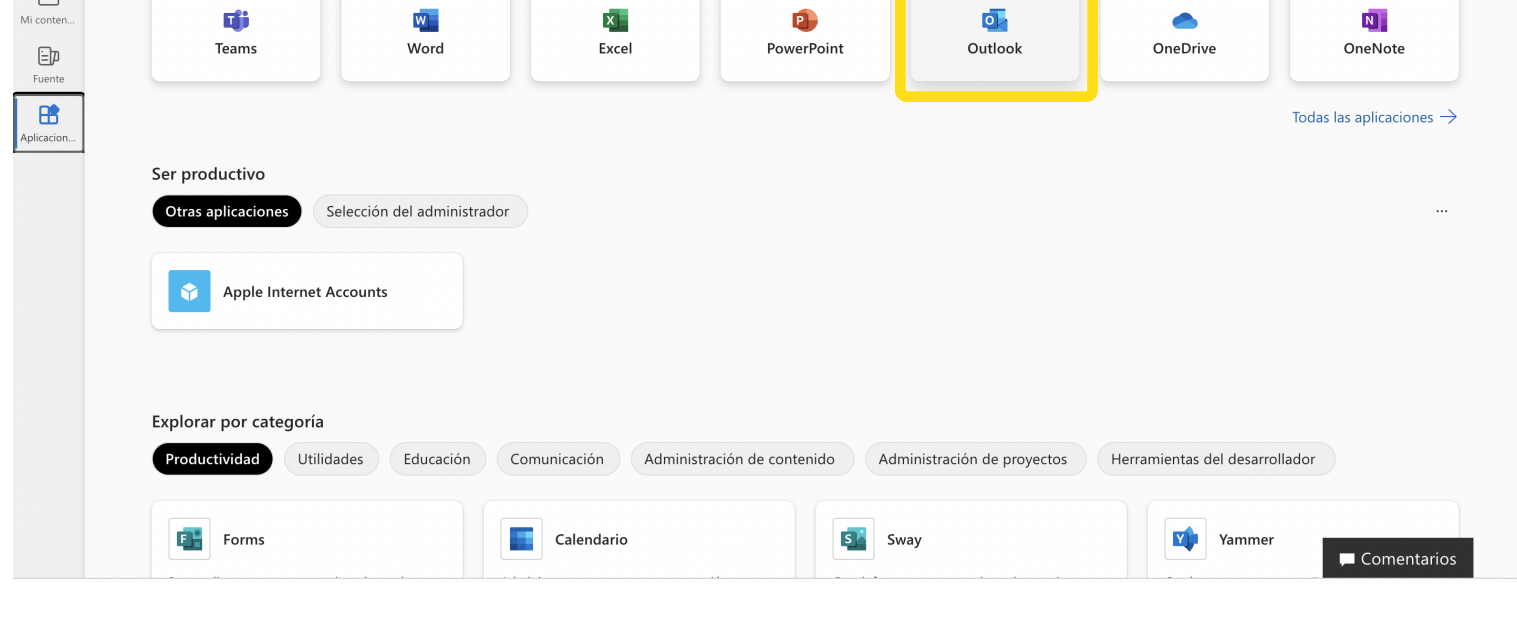 Mi conten...
Teams
Word
Excel
PowerPoint
Outlook
OneDrive
OneNote
Fuente
Aplicacion...
Todas las aplicaciones
Ser productivo
Otras aplicaciones
Selección del administrador
...
Apple Internet Accounts
Explorar por categoría
Productividad
Utilidades
Educación
Comunicación
Administración de contenido
Administración de proyectos
Herramientas del desarrollador
Forms
Calendario
Sway
Yammer
Comentarios